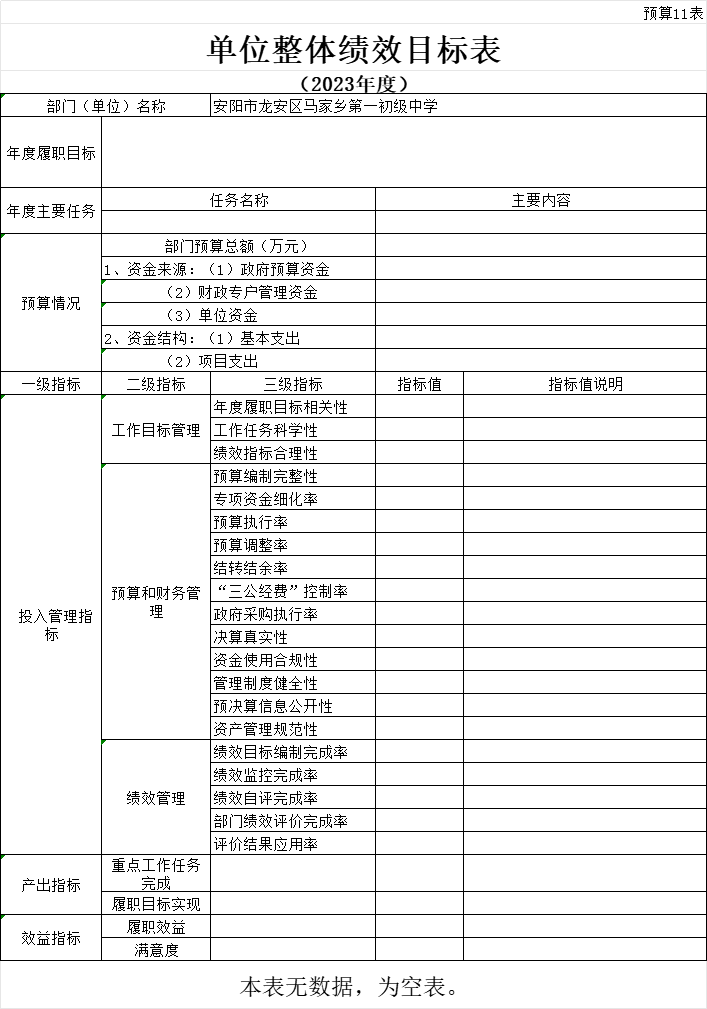 预算11表
单位整体绩效目标表
（2023年度）
部门（单位）名称 安阳市龙安区马家乡第一初级中学
年度履职目标
年度主要任务 任务名称 主要内容
预算情况 部门预算总额（万元）
1、资金来源：（1）政府预算资金
（2）财政专户管理资金
（3）单位资金
2、资金结构：（1）基本支出
（2）项目支出
一级指标 二级指标 三级指标 指标值 指标值说明
投入管理指
标
工作目标管理
年度履职目标相关性
工作任务科学性
绩效指标合理性
预算和财务管
理
预算编制完整性
专项资金细化率
预算执行率
预算调整率
结转结余率
“三公经费”控制率
政府采购执行率
决算真实性
资金使用合规性
管理制度健全性
预决算信息公开性
资产管理规范性
绩效管理
绩效目标编制完成率
绩效监控完成率
绩效自评完成率
部门绩效评价完成率
评价结果应用率
产出指标
重点工作任务
完成
履职目标实现
效益指标
履职效益
满意度
本表无数据，为空表。